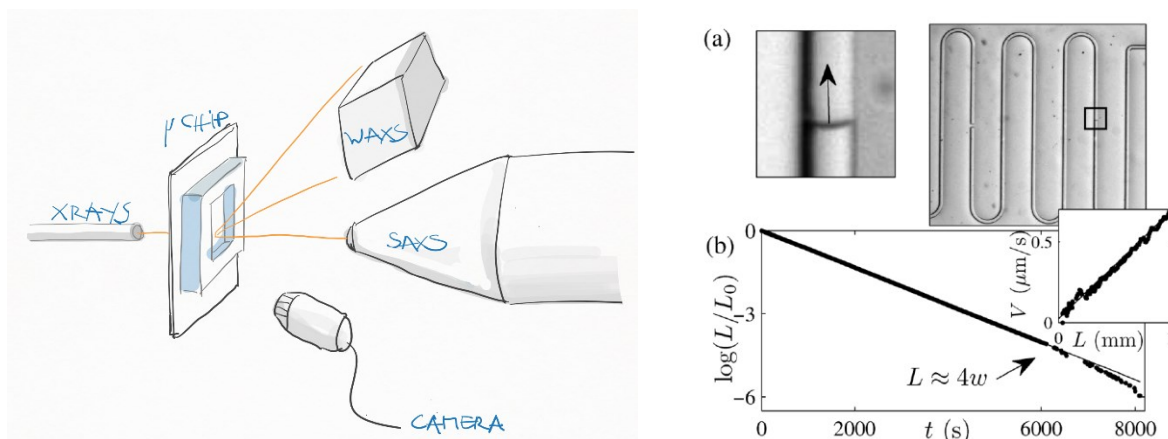 μCHIP
XRAYS
WAXS
SAXS
CAMERA
(a)
(b)
0
-3
-6
log(L/L₀)
0
2000
4000
6000
8000
t (s)
L ≈ 4w
0.5
0
V (μm/s)
L (mm)